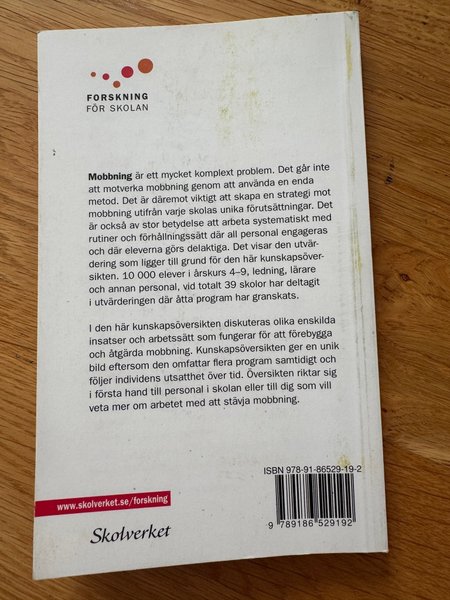 FORSKNING
FÖR SKOLAN
Mobbning är ett mycket komplext problem. Det går inte
att motverka mobbning genom att använda en enda
metod. Det är däremot viktigt att skapa en strategi mot
mobbning utifrån varje skolas unika förutsättningar. Det
är också av stor betydelse att arbeta systematiskt med
rutiner och förhållningssätt där all personal engageras
och där eleverna görs delaktiga. Det visar den utvär-
dering som ligger till grund för den här kunskapsöver-
sikten. 10 000 elever i årskurs 4–9, ledning, lärare
och annan personal, vid totalt 39 skolor har deltagit
i utvärderingen där åtta program har granskats.
I den här kunskapsöversikten diskuteras olika enskilda
insatser och arbetssätt som fungerar för att förebygga
och åtgärda mobbning. Kunskapsöversikten ger en unik
bild eftersom den omfattar flera program samtidigt och
följer individens utsatthet över tid. Översikten riktar sig
i första hand till personal i skolan eller till dig som vill
veta mer om arbetet med att stävja mobbning.
ISBN 978-91-86529-19-2
www.skolverket.se/forskning
Skolverket
9 789186 529192